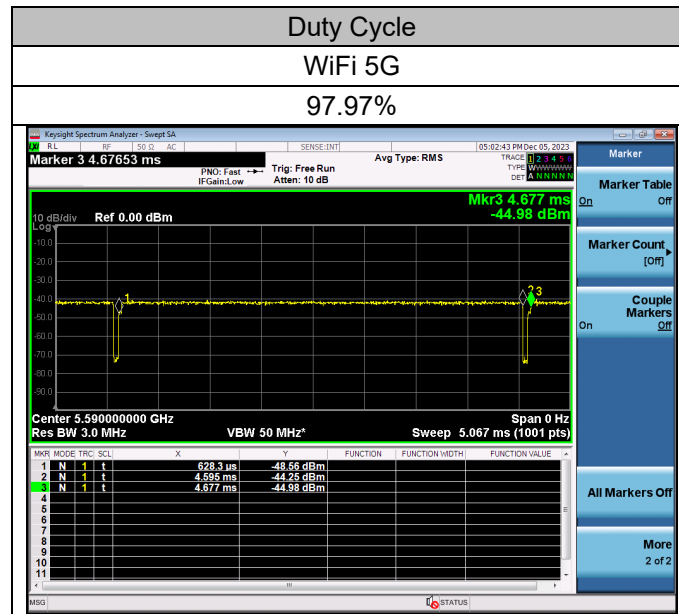 Duty Cycle
WiFi 5G
97.97%
Keysight Spectrum Analyzer - Swept SA
LXI RL RF 50 Ω AC SENSE:INT 05:02:43 PM Dec 05, 2023
Marker 3 4.67653 ms
PNO: Fast
IFGain:Low
Trig: Free Run
Atten: 10 dB
Avg Type: RMS
TRACE 1 2 3 4 5 6
TYPE WWWWWW
DET A NNNNN
Mkr3 4.677 ms
-44.98 dBm
10 dB/div Ref 0.00 dBm
Log
-10.0
-20.0
-30.0
-40.0
-50.0
-60.0
-70.0
-80.0
-90.0
1
2 3
Center 5.590000000 GHz Span 0 Hz
Res BW 3.0 MHz VBW 50 MHz* Sweep 5.067 ms (1001 pts)
MKR MODE TRC SCL X Y FUNCTION FUNCTION WIDTH FUNCTION VALUE
1 N 1 t 628.3 µs -48.56 dBm
2 N 1 t 4.595 ms -44.25 dBm
3 N 1 t 4.677 ms -44.98 dBm
4
5
6
7
8
9
10
11
MSG STATUS
Marker
Marker Table
On Off
Marker Count
[Off]
Couple
Markers
On Off
All Markers Off
More
2 of 2